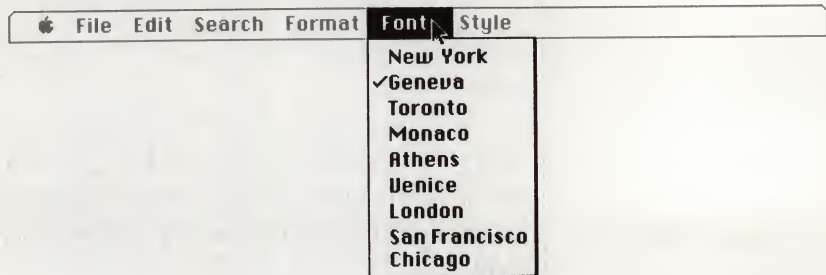 File Edit Search Format Font Style
New York
✓Geneva
Toronto
Monaco
Athens
Venice
London
San Francisco
Chicago